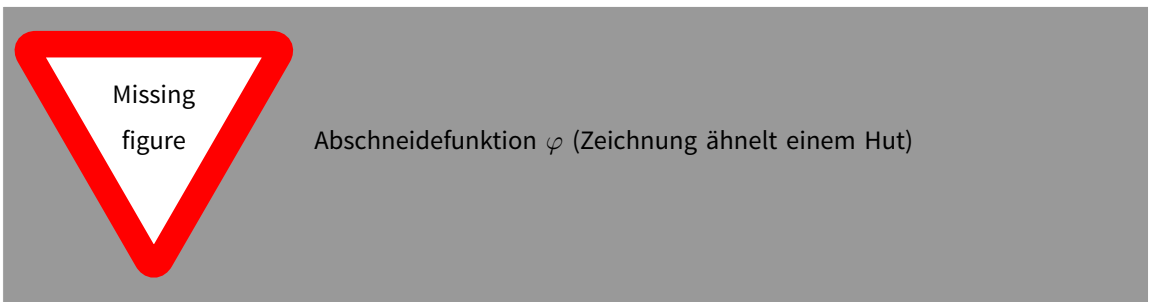 Missing
figure
Abschneidefunktion φ (Zeichnung ähnelt einem Hut)